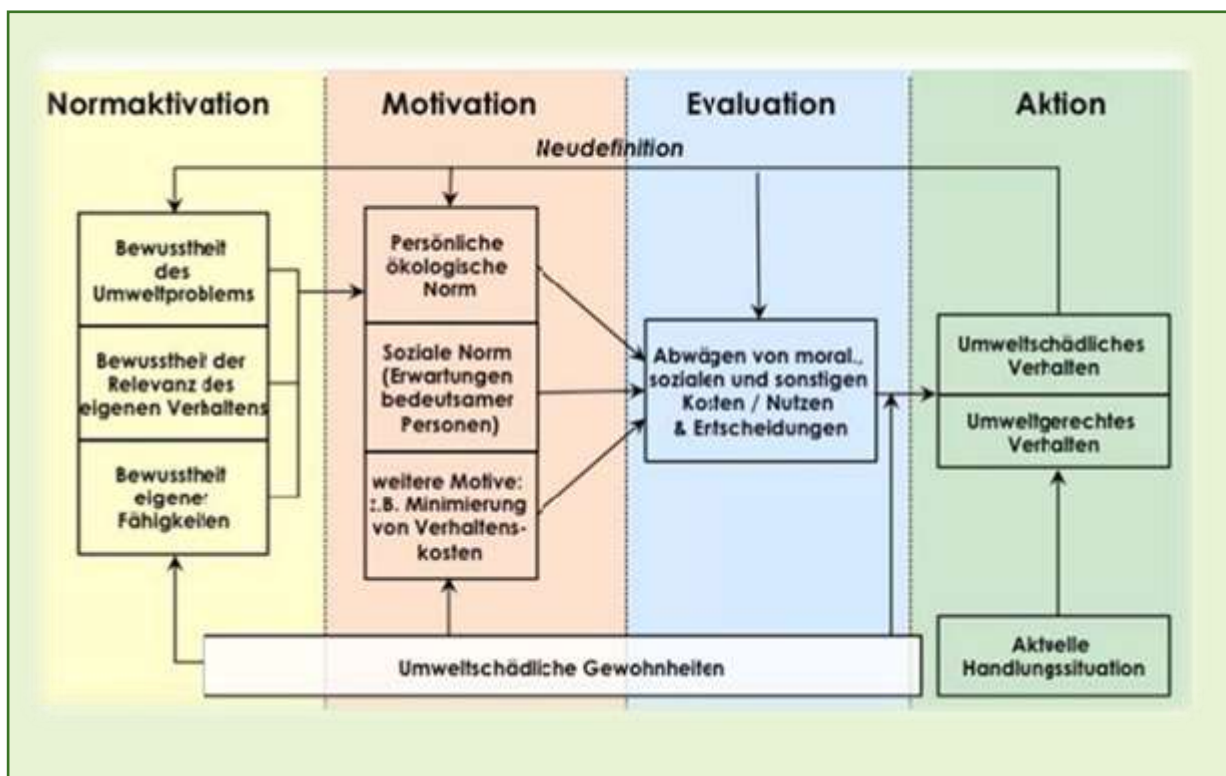 Normaktivation
Motivation
Evaluation
Aktion
Neudefinition
Bewusstheit
des
Umweltproblems
Bewusstheit der
Relevanz des
eigenen Verhaltens
Bewusstheit
eigener
Fähigkeiten
Persönliche
ökologische
Norm
Soziale Norm
(Erwartungen
bedeutsamer
Personen)
weitere Motive:
z.B. Minimierung
von Verhaltens-
kosten
Abwägen von moral.,
sozialen und sonstigen
Kosten / Nutzen
& Entscheidungen
Umweltschädliches
Verhalten
Umweltgerechtes
Verhalten
Umweltschädliche Gewohnheiten
Aktuelle
Handlungssituation